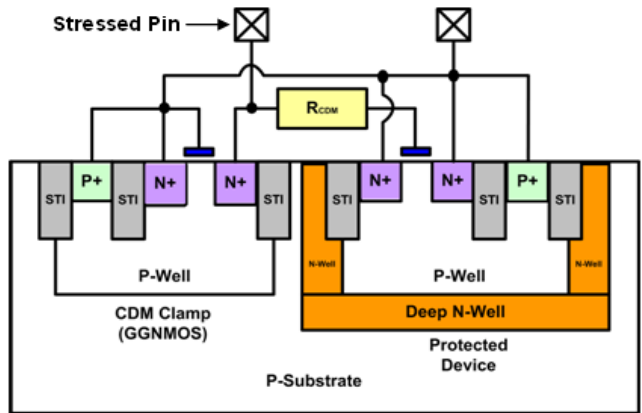 Stressed Pin
RCDM
STI
P+
STI
N+
N+
STI
N-Well
STI
N+
N+
STI
P+
STI
N-Well
P-Well
P-Well
CDM Clamp
(GGNMOS)
Deep N-Well
Protected
Device
P-Substrate